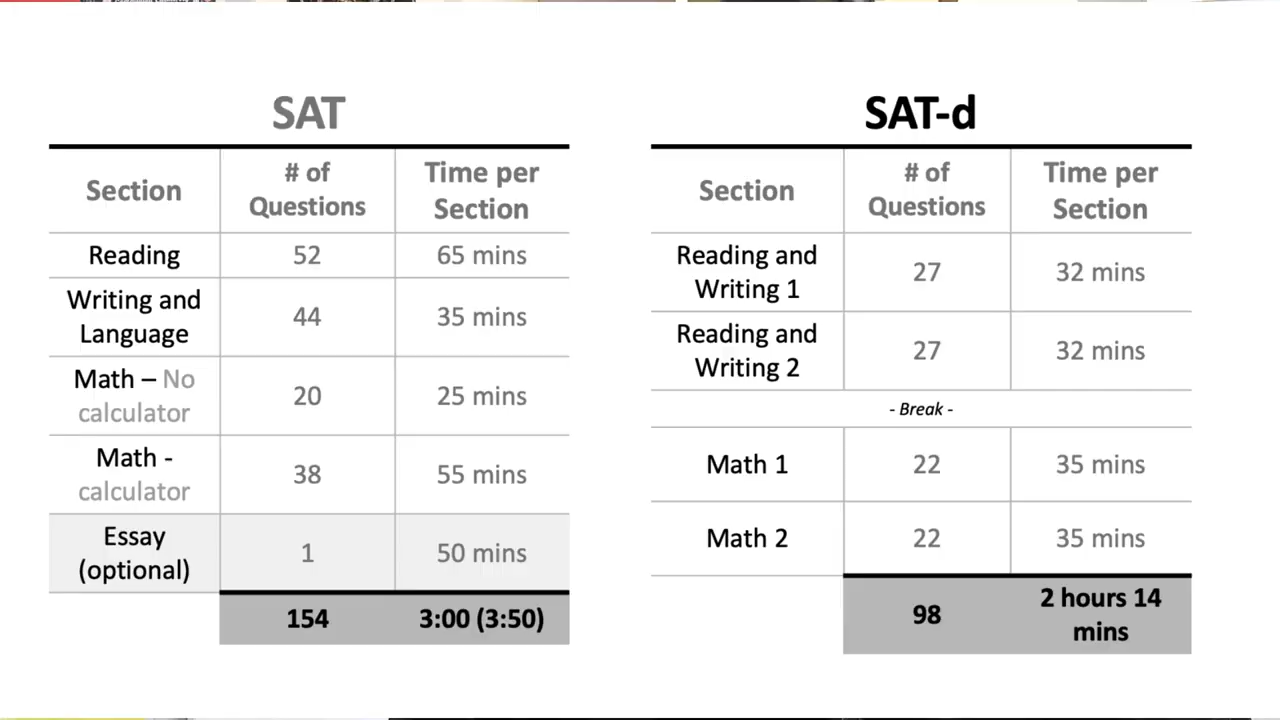 SAT
Section
# of
Questions
Time per
Section
Reading
52
65 mins
Writing and
Language
44
35 mins
Math – No
calculator
20
25 mins
Math -
calculator
38
55 mins
Essay
(optional)
1
50 mins
154
3:00 (3:50)
SAT-d
Section
# of
Questions
Time per
Section
Reading and
Writing 1
27
32 mins
Reading and
Writing 2
27
32 mins
- Break -
Math 1
22
35 mins
Math 2
22
35 mins
98
2 hours 14
mins